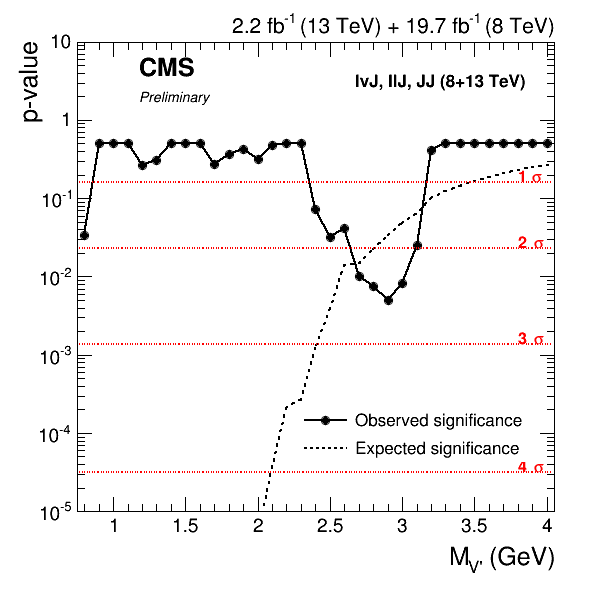 2.2 fb⁻¹ (13 TeV) + 19.7 fb⁻¹ (8 TeV)
p-value
10
1
10⁻¹
10⁻²
10⁻³
10⁻⁴
10⁻⁵
CMS
Preliminary
lvJ, llJ, JJ (8+13 TeV)
1 σ
2 σ
3 σ
4 σ
Observed significance
Expected significance
1
1.5
2
2.5
3
3.5
4
M_V' (GeV)